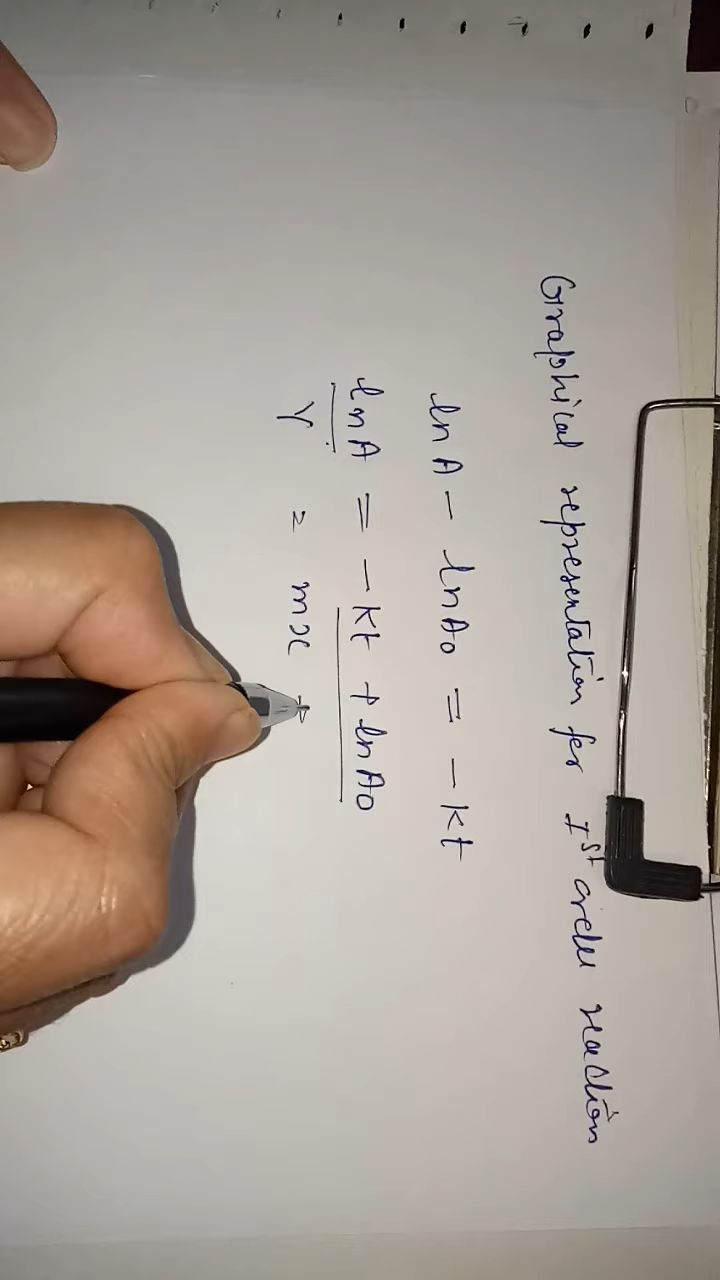 Graphical representation for Ist order reaction
ln A - ln A₀ = - Kt
ln A = - Kt + ln A₀
Y = mx +